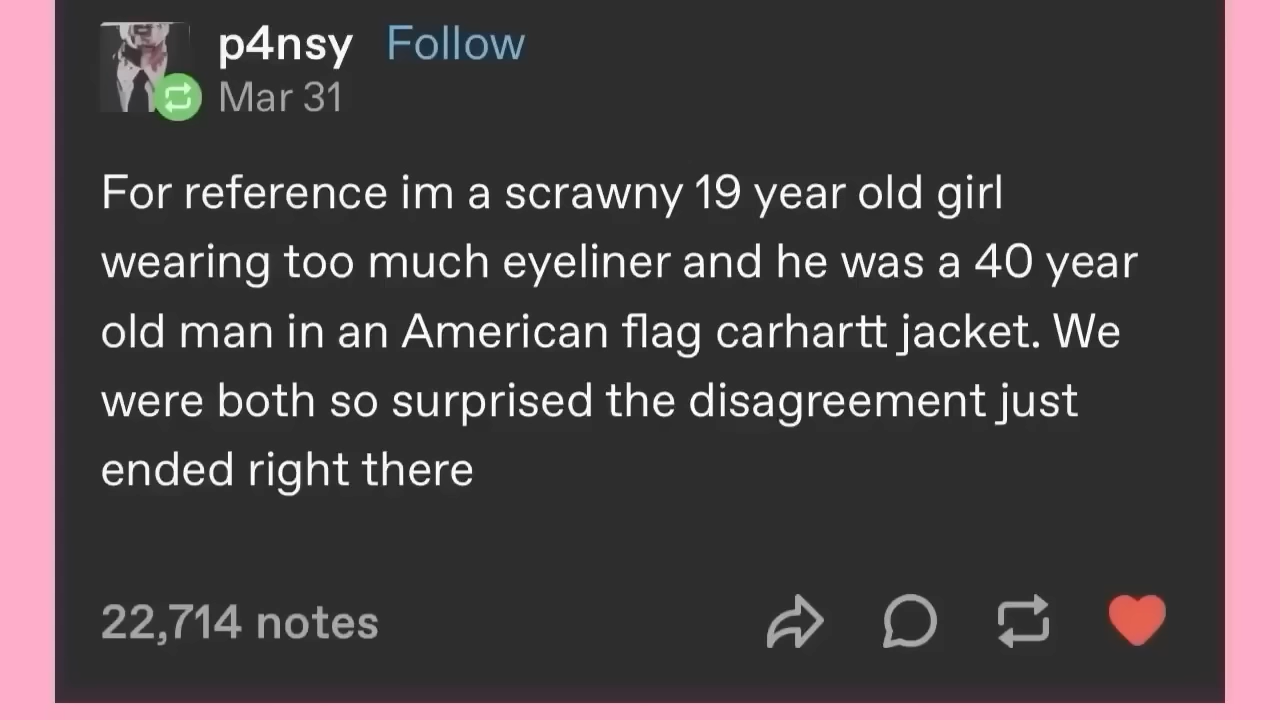 p4nsy Follow
Mar 31
For reference im a scrawny 19 year old girl
wearing too much eyeliner and he was a 40 year
old man in an American flag carhartt jacket. We
were both so surprised the disagreement just
ended right there
22,714 notes